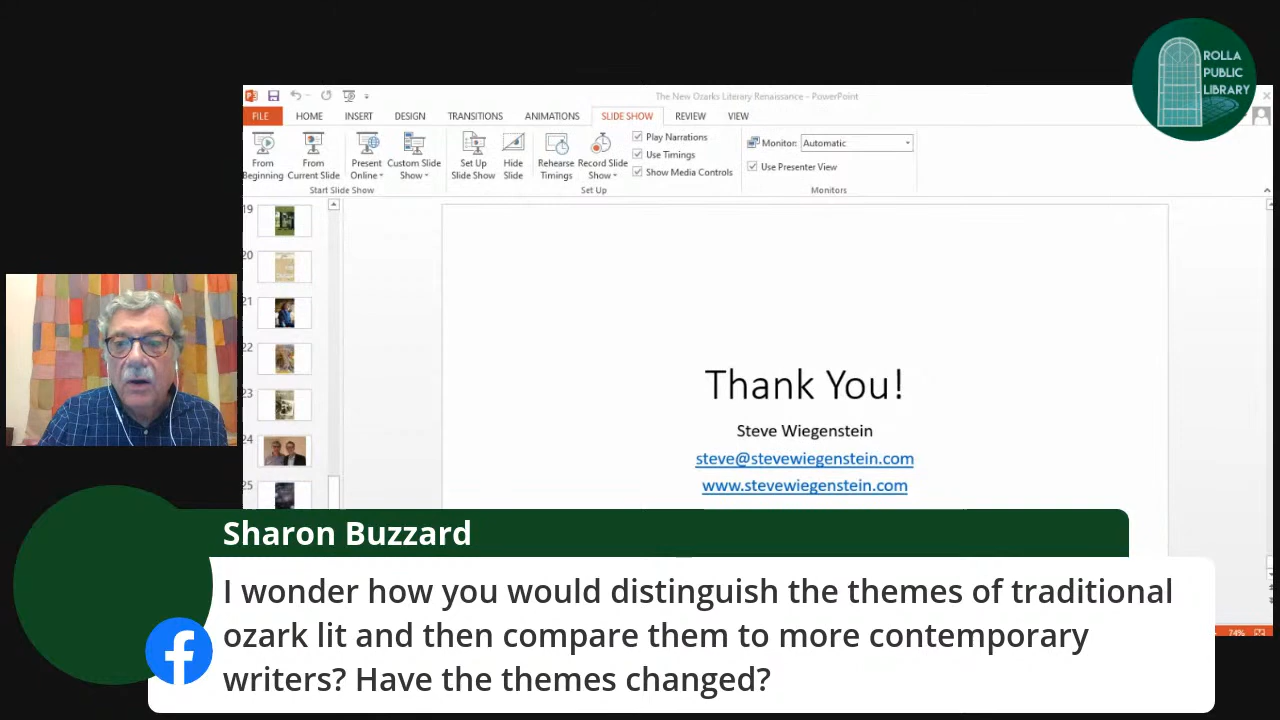 ROLLA
PUBLIC
LIBRARY
The New Ozarks Literary Renaissance - PowerPoint
FILE HOME INSERT DESIGN TRANSITIONS ANIMATIONS SLIDE SHOW REVIEW VIEW
From Beginning
From Current Slide
Present Online
Custom Slide Show
Set Up Slide Show
Hide Slide
Rehearse Timings
Record Slide Show
Play Narrations
Use Timings
Show Media Controls
Monitor: Automatic
Use Presenter View
Start Slide Show
Set Up
Monitors
19
20
21
22
23
24
25
Thank You!
Steve Wiegenstein
steve@stevewiegenstein.com
www.stevewiegenstein.com
74%
Sharon Buzzard
I wonder how you would distinguish the themes of traditional
ozark lit and then compare them to more contemporary
writers? Have the themes changed?